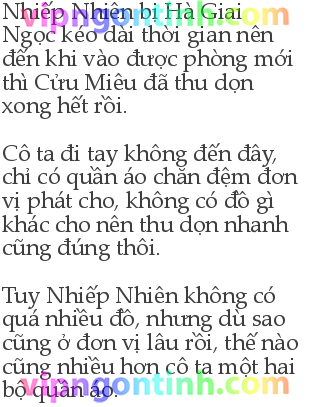 Nhiếp Nhiên bị Hà Giai
Ngọc kéo dài thời gian nên
đến khi vào được phòng mới
thì Cửu Miêu đã thu dọn
xong hết rồi.
Cô ta đi tay không đến đây,
chỉ có quần áo chăn đệm đơn
vị phát cho, không có đồ gì
khác cho nên thu dọn nhanh
cũng đúng thôi.
Tuy Nhiếp Nhiên không có
quá nhiều đồ, nhưng dù sao
cũng ở đơn vị lâu rồi, thế nào
cũng nhiều hơn cô ta một hai
bộ quần áo.
vipngontinh.com
vipngontinh.com